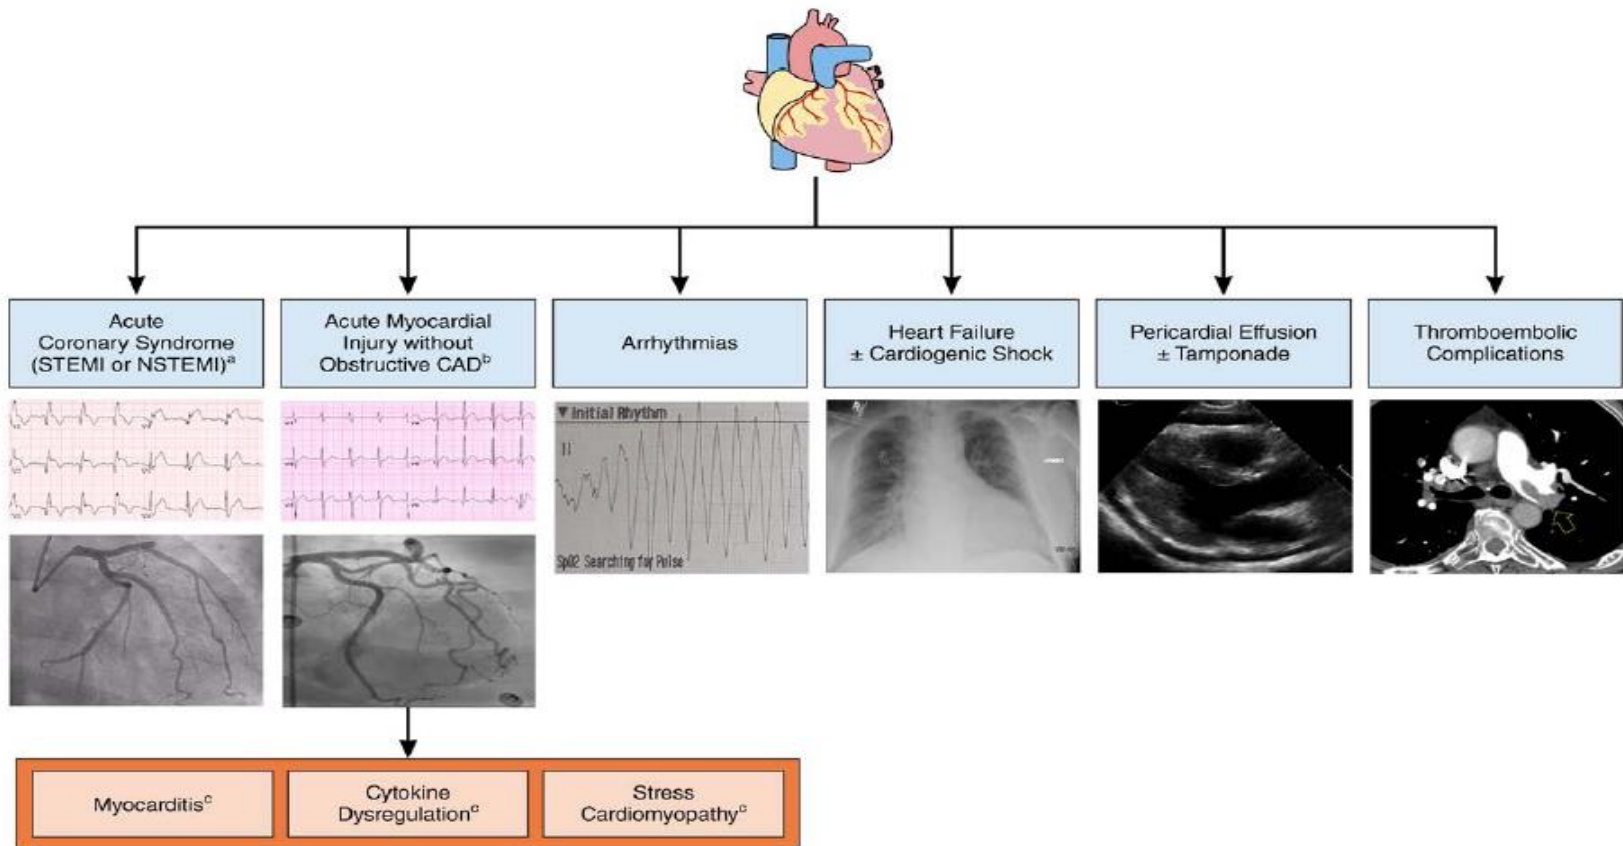 Acute
Coronary Syndrome
(STEMI or NSTEMI)ᵃ
Acute Myocardial
Injury without
Obstructive CADᵇ
Arrhythmias
Heart Failure
± Cardiogenic Shock
Pericardial Effusion
± Tamponade
Thromboembolic
Complications
▼ Initial Rhythm
II
SpO2 Searching for Pulse
Myocarditisᶜ
Cytokine
Dysregulationᶜ
Stress
Cardiomyopathyᶜ